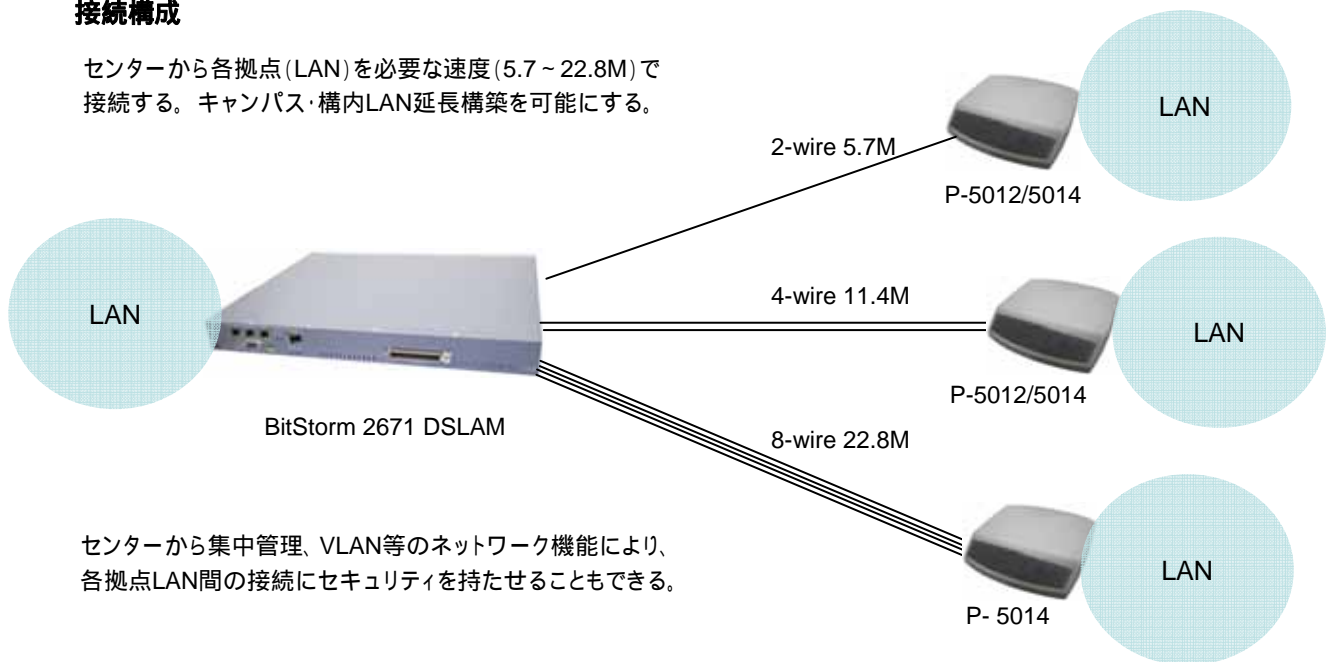 接続構成
センターから各拠点(LAN)を必要な速度(5.7~22.8M)で
接続する。キャンパス・構内LAN延長構築を可能にする。
LAN
2-wire 5.7M
P-5012/5014
LAN
4-wire 11.4M
LAN
P-5012/5014
BitStorm 2671 DSLAM
8-wire 22.8M
センターから集中管理、VLAN等のネットワーク機能により、
各拠点LAN間の接続にセキュリティを持たせることもできる。
LAN
P- 5014